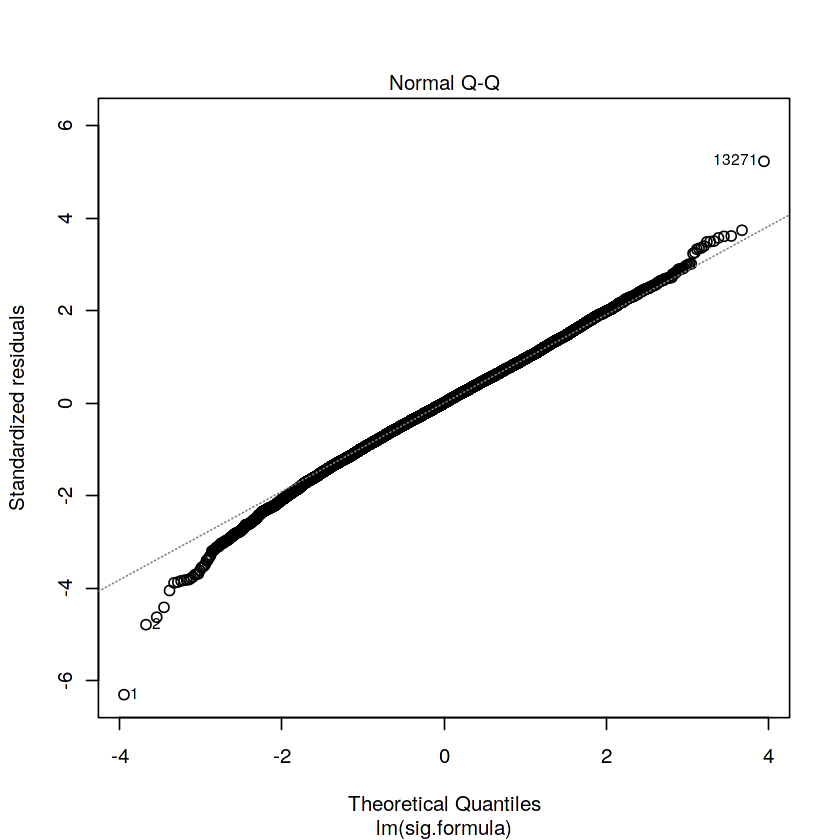 Normal Q-Q
6
13271
4
2
0
-2
-4
2
-6
1
-4 -2 0 2 4
Standardized residuals
Theoretical Quantiles
lm(sig.formula)